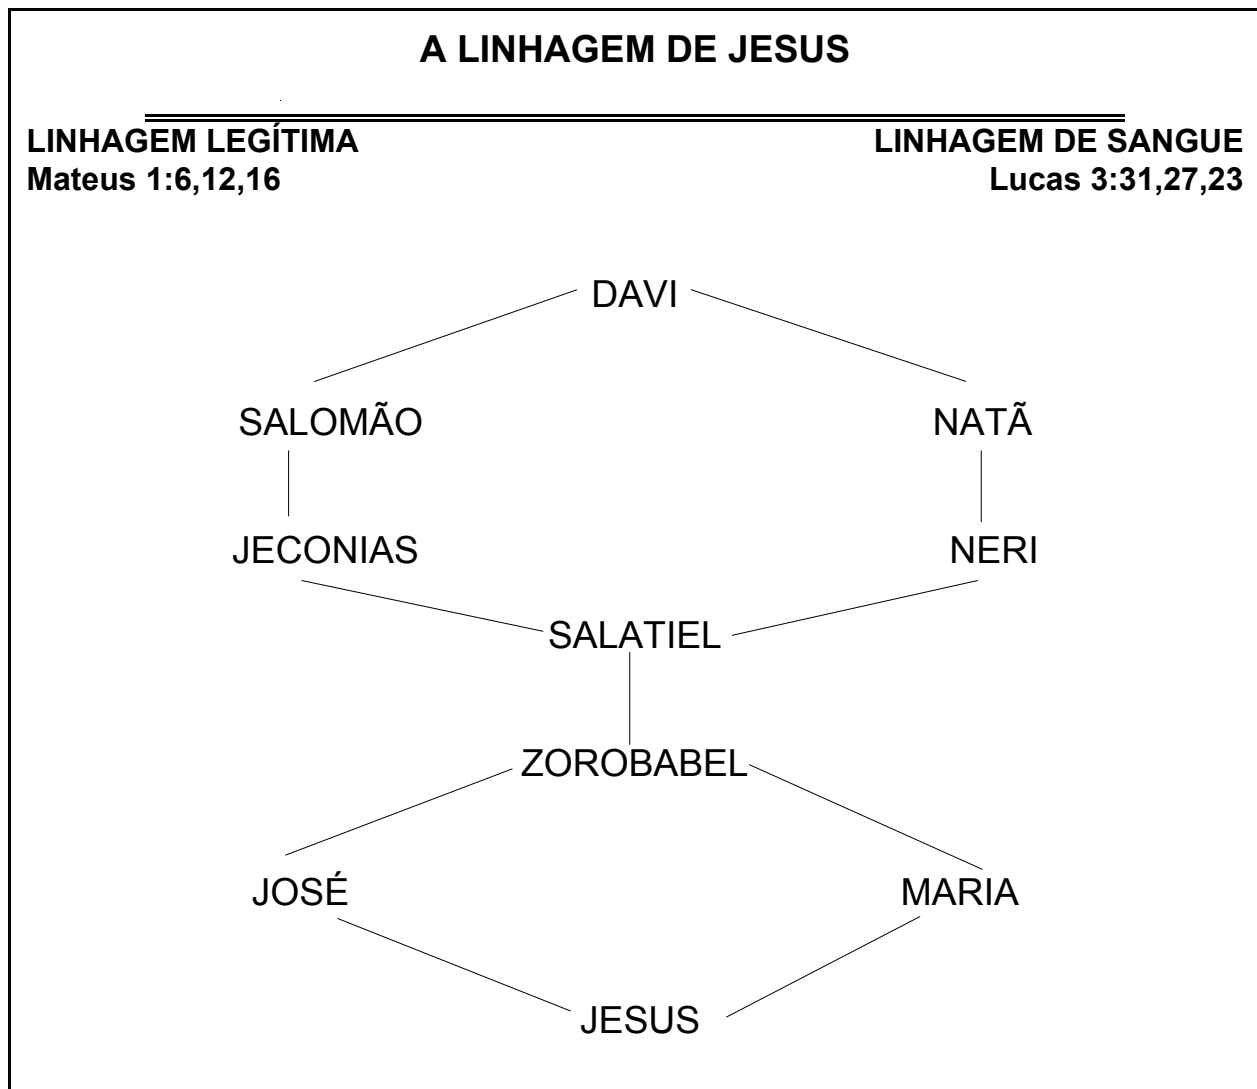 A LINHAGEM DE JESUS
LINHAGEM LEGÍTIMA
Mateus 1:6,12,16
LINHAGEM DE SANGUE
Lucas 3:31,27,23
DAVI
SALOMÃO
NATÃ
JECONIAS
NERI
SALATIEL
ZOROBABEL
JOSÉ
MARIA
JESUS